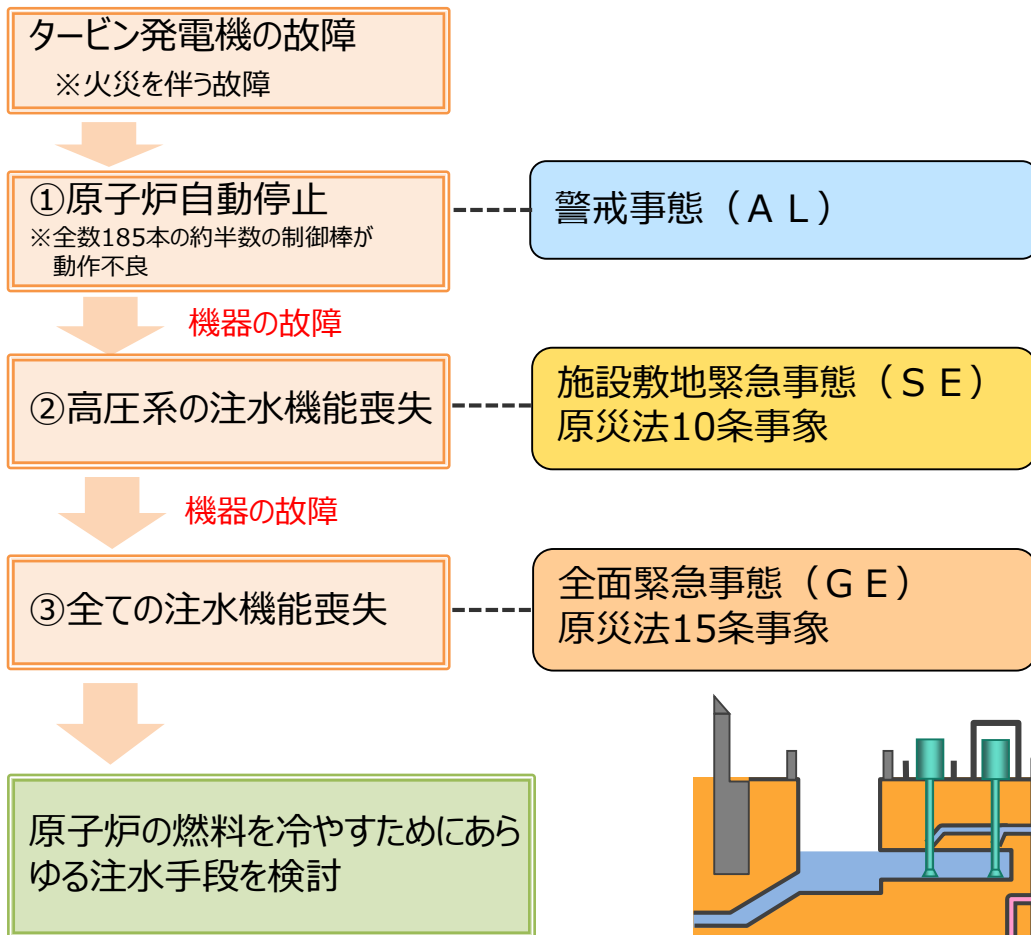 タービン発電機の故障
※火災を伴う故障
①原子炉自動停止
※全数185本の約半数の制御棒が
動作不良
警戒事態（ＡＬ）
機器の故障
②高圧系の注水機能喪失
施設敷地緊急事態（ＳＥ）
原災法10条事象
機器の故障
③全ての注水機能喪失
全面緊急事態（ＧＥ）
原災法15条事象
原子炉の燃料を冷やすためにあら
ゆる注水手段を検討